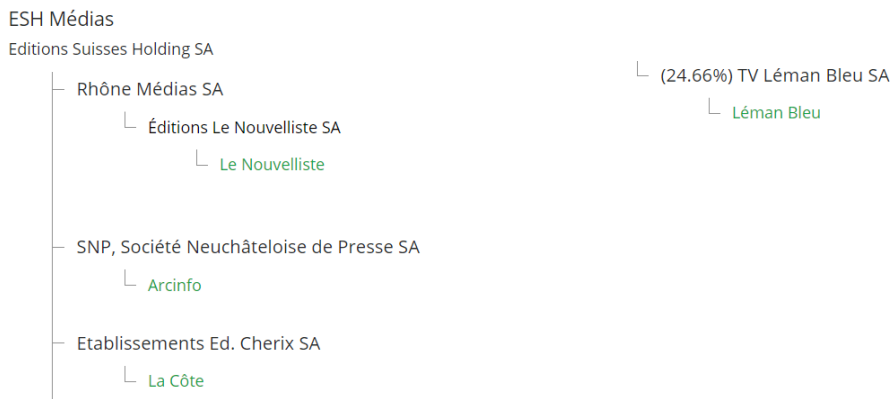 ESH Médias
Editions Suisses Holding SA
Rhône Médias SA
Éditions Le Nouvelliste SA
Le Nouvelliste
SNP, Société Neuchâteloise de Presse SA
Arcinfo
Etablissements Ed. Cherix SA
La Côte
(24.66%) TV Léman Bleu SA
Léman Bleu